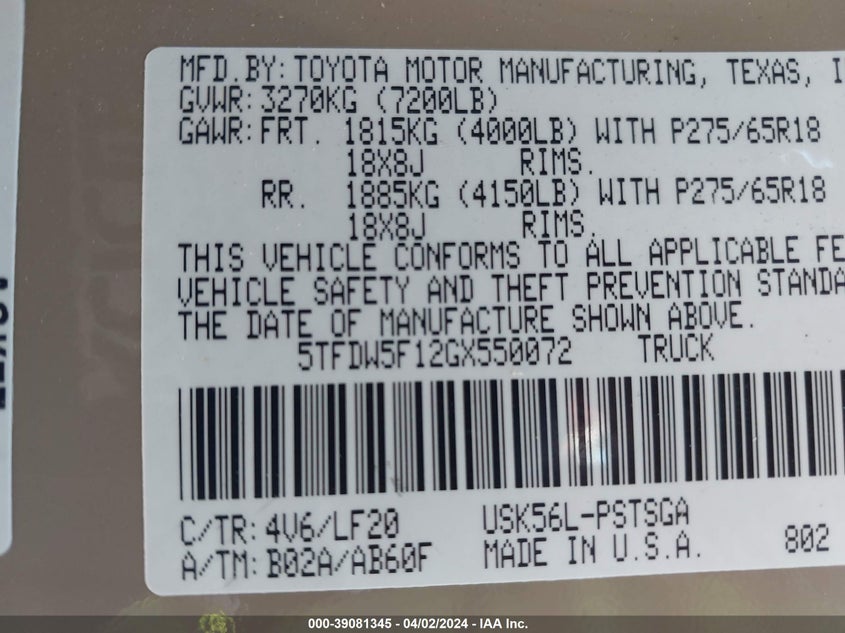 MFD.BY: TOYOTA MOTOR MANUFACTURING, TEXAS,
GVWR: 3270KG (7200LB)
GAWR: FRT. 1815KG (4000LB) WITH P275/65R18
18X8J RIMS.
RR. 1885KG (4150LB) WITH P275/65R18
18X8J RIMS.
THIS VEHICLE CONFORMS TO ALL APPLICABLE FE
VEHICLE SAFETY AND THEFT PREVENTION STANDA
THE DATE OF MANUFACTURE SHOWN ABOVE.
5TFDW5F12GX550072 TRUCK
C/TR: 4V6/LF20 USK56L-PSTSGA
A/TM: B02A/AB60F MADE IN U.S.A. 802
000-39081345 - 04/02/2024 - IAA Inc.